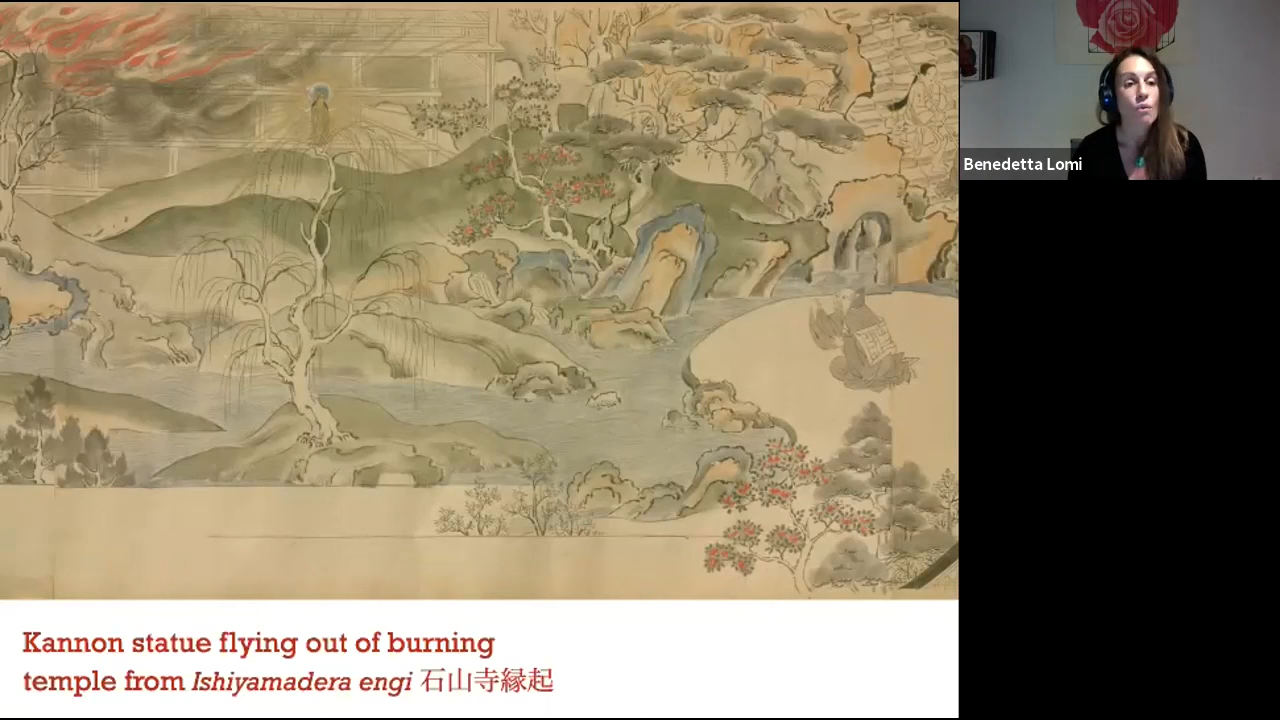 Benedetta Lomi
Kannon statue flying out of burning
temple from Ishiyamadera engi 石山寺縁起